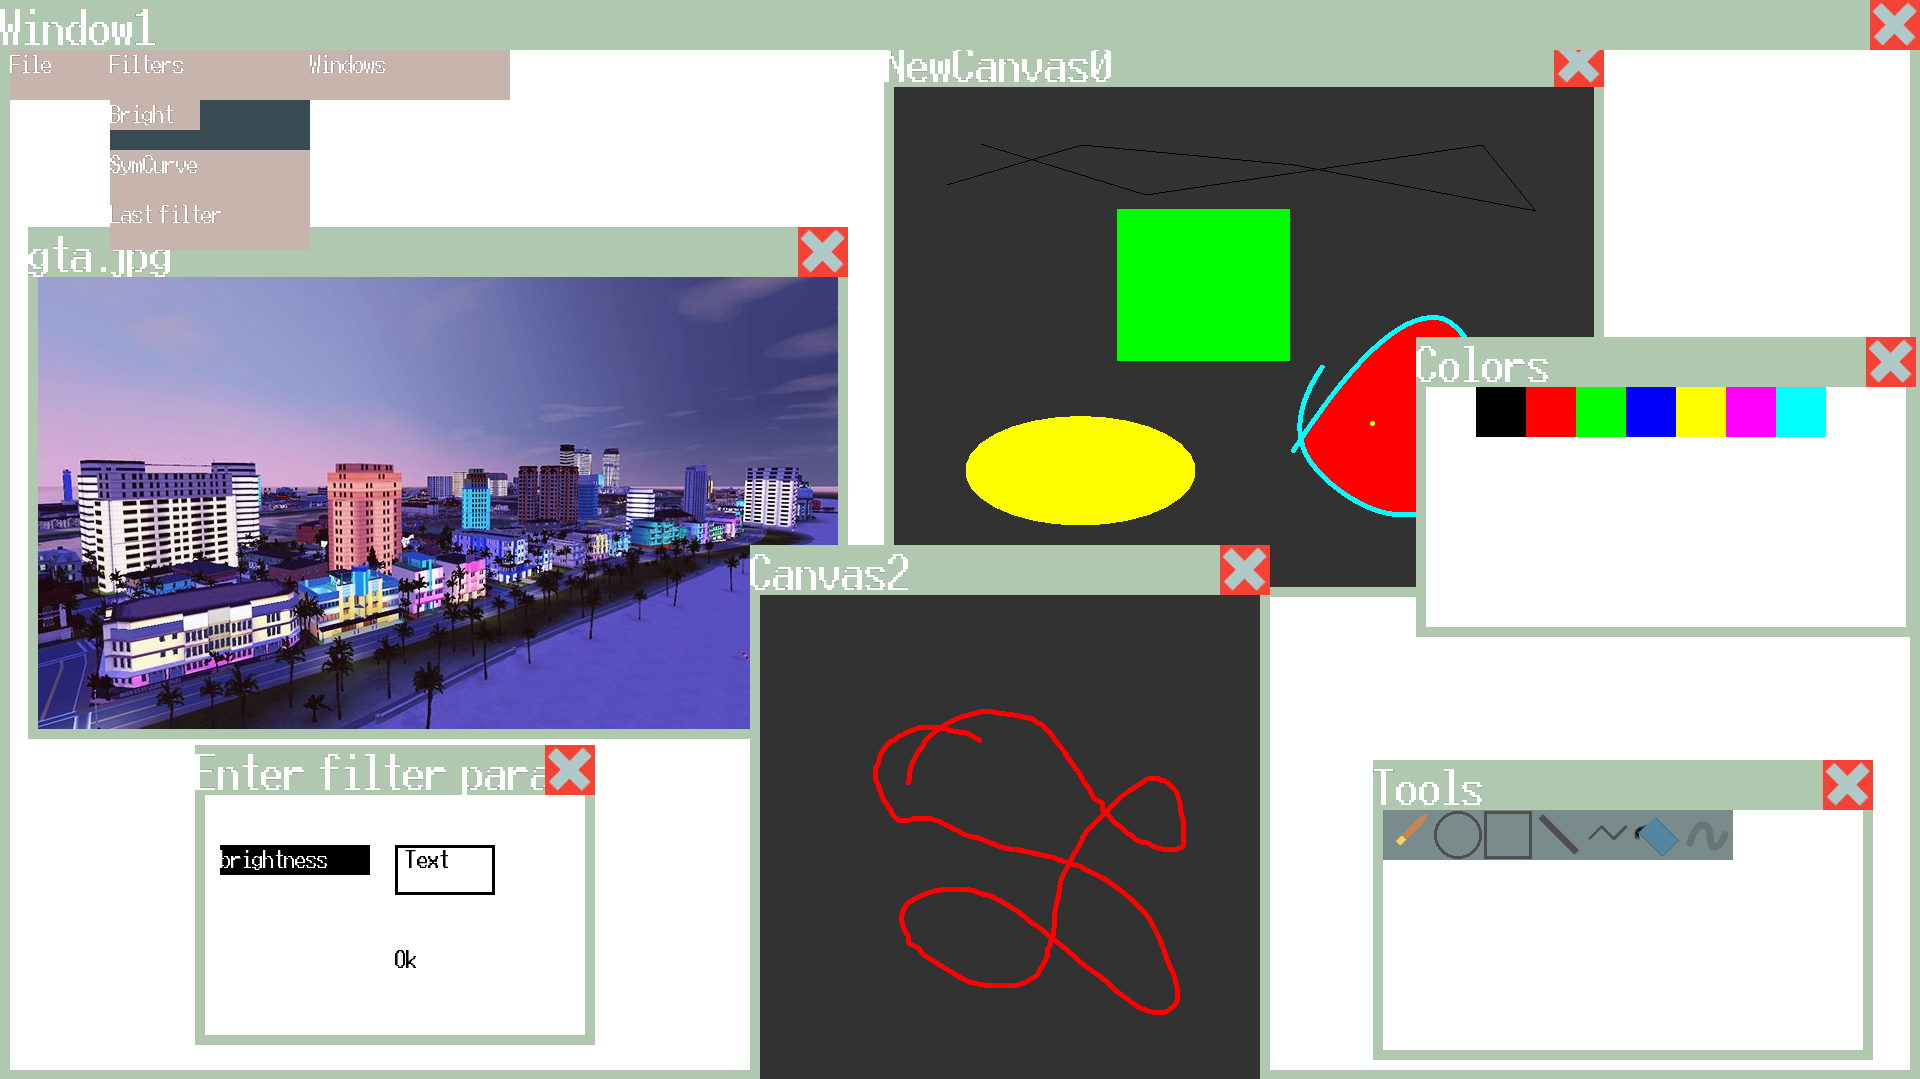 Window1
File Filters Windows
NewCanvas0
Bright
SymCurve
Last filter
gta.jpg
Colors
Canvas2
Enter filter para
Tools
brightness Text
Ok